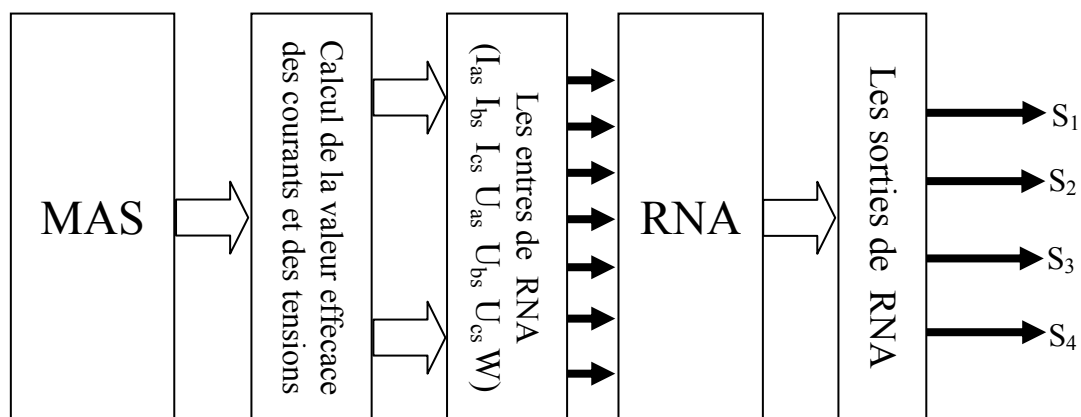 MAS
Calcul de la valeur effecace
des courants et des tensions
Les entres de RNA
(Ias Ibs Ics Uas Ubs Ucs W)
RNA
Les sorties de RNA
S1
S2
S3
S4